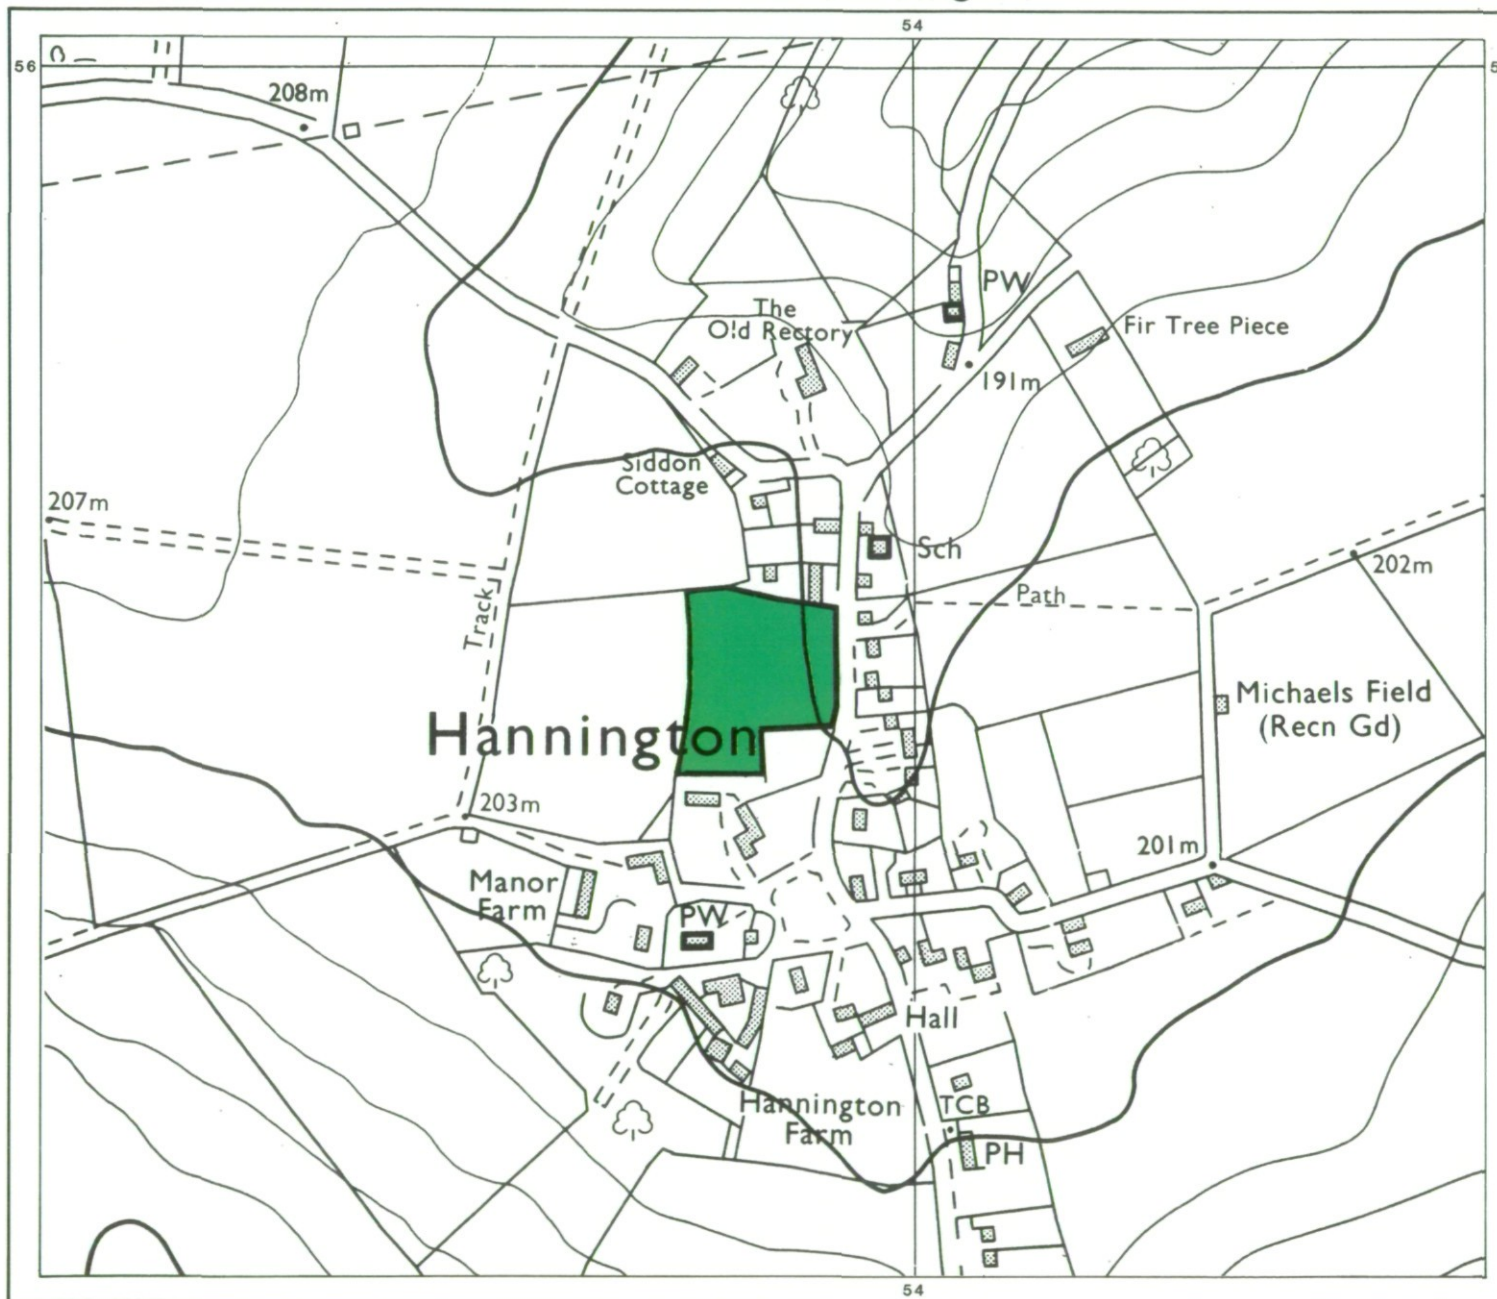 54
56
208m
PW
The
Old Rectory
Fir Tree Piece
191m
Siddon
Cottage
207m
Sch
202m
Path
Track
Michaels Field
(Recn Gd)
Hannington
203m
201m
Manor
Farm
PW
Hall
Hannington
Farm
TCB
PH
54